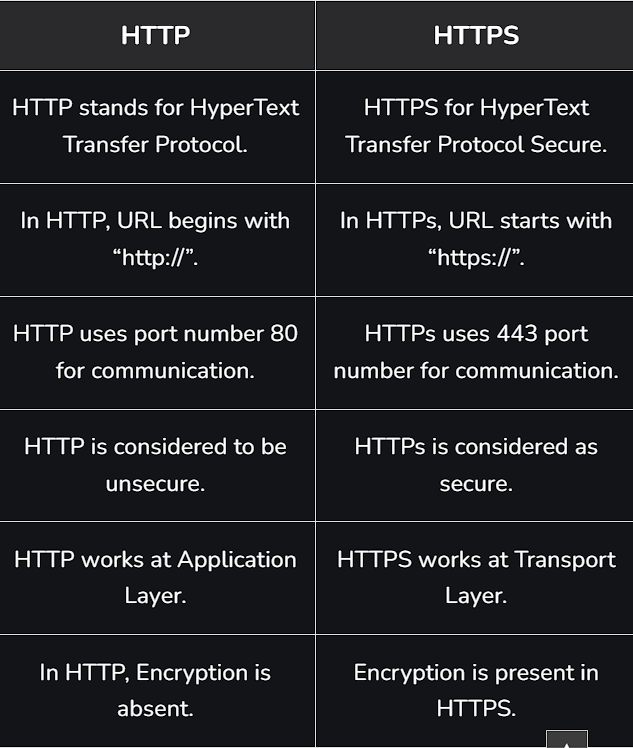 HTTP
HTTPS
HTTP stands for HyperText
Transfer Protocol.
HTTPS for HyperText
Transfer Protocol Secure.
In HTTP, URL begins with
“http://”.
In HTTPs, URL starts with
“https://”.
HTTP uses port number 80
for communication.
HTTPs uses 443 port
number for communication.
HTTP is considered to be
unsecure.
HTTPs is considered as
secure.
HTTP works at Application
Layer.
HTTPS works at Transport
Layer.
In HTTP, Encryption is
absent.
Encryption is present in
HTTPS.